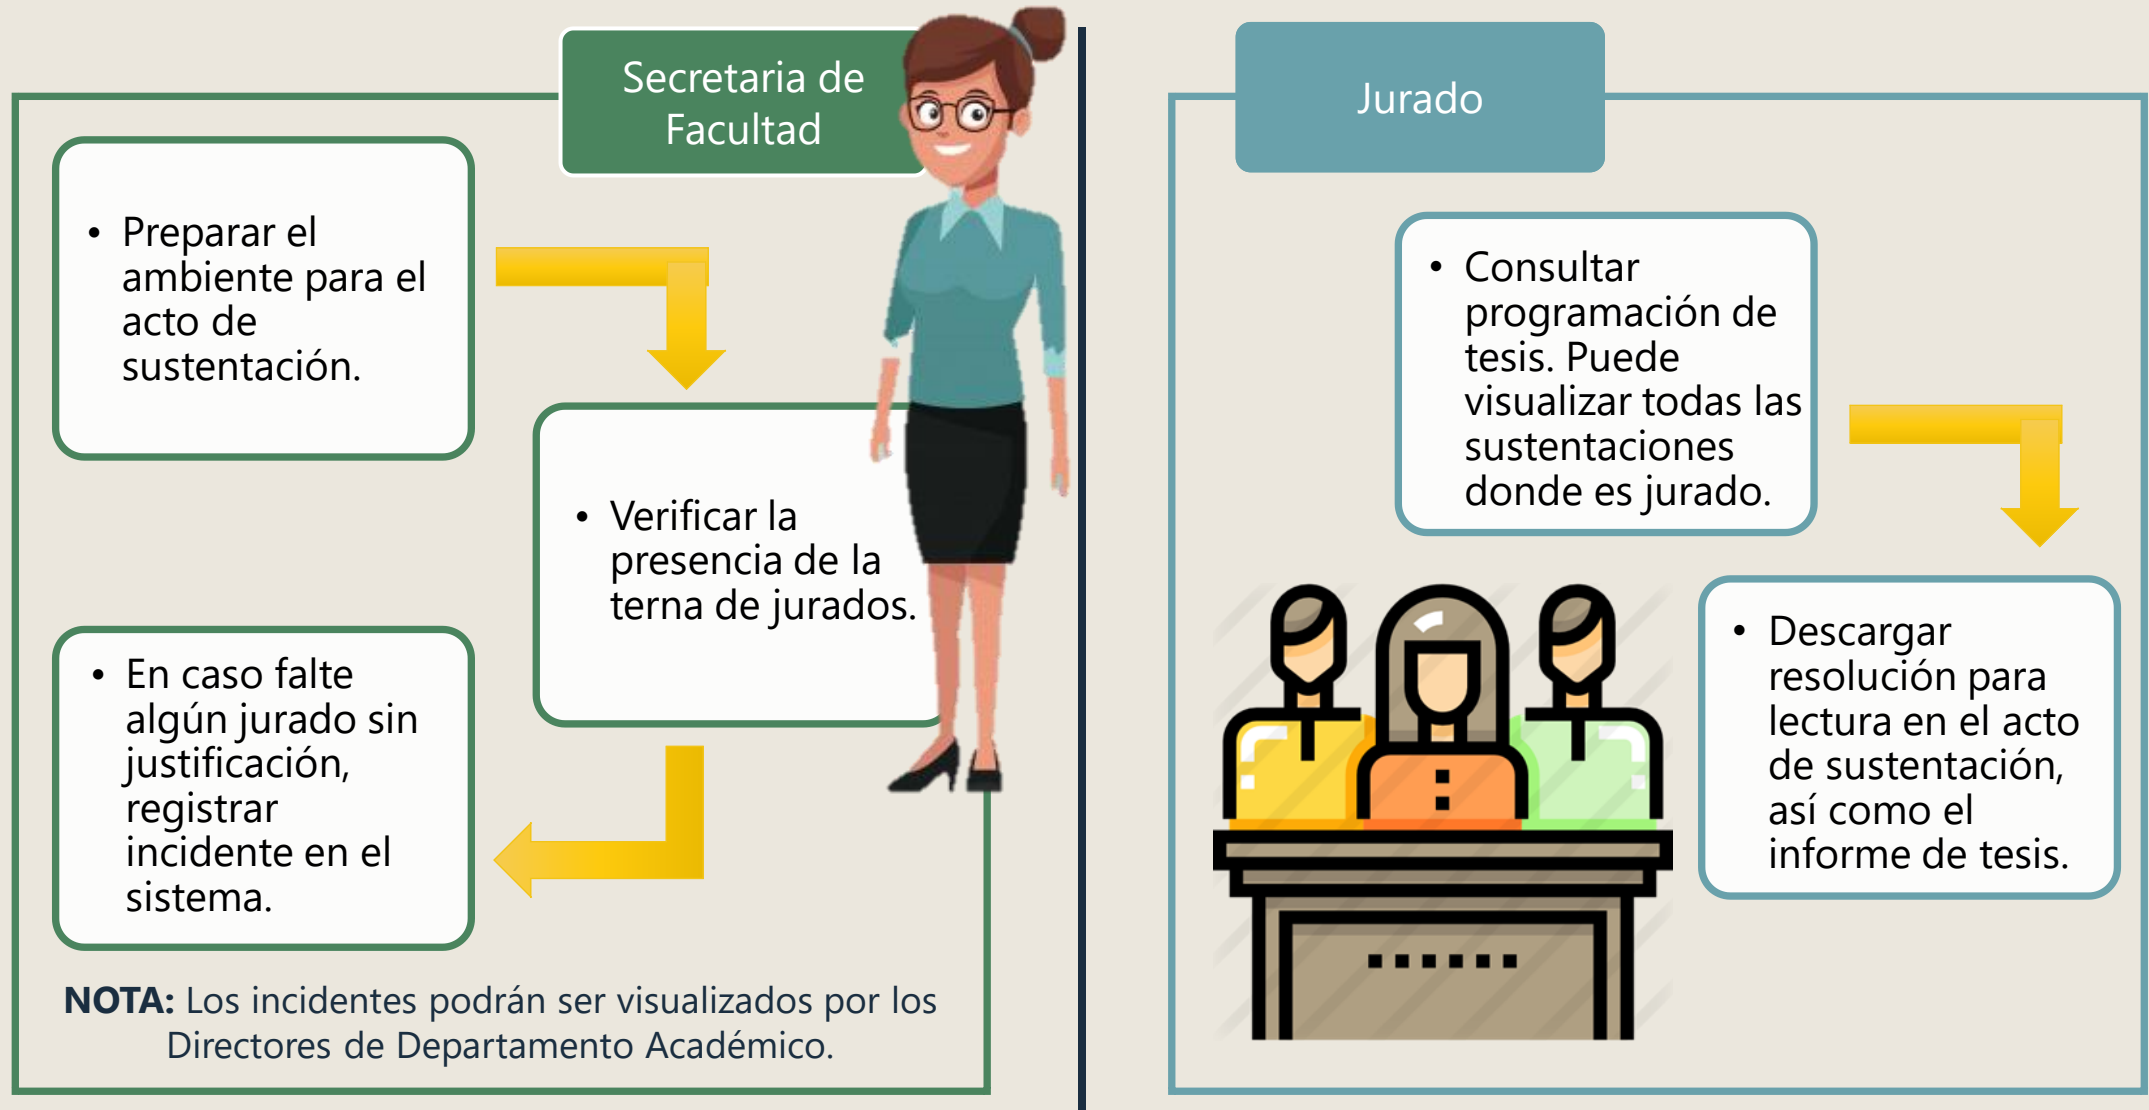 Secretaria de
Facultad
• Preparar el
ambiente para el
acto de
sustentación.
• Verificar la
presencia de la
terna de jurados.
• En caso falte
algún jurado sin
justificación,
registrar
incidente en el
sistema.
NOTA: Los incidentes podrán ser visualizados por los
Directores de Departamento Académico.
Jurado
• Consultar
programación de
tesis. Puede
visualizar todas las
sustentaciones
donde es jurado.
• Descargar
resolución para
lectura en el acto
de sustentación,
así como el
informe de tesis.